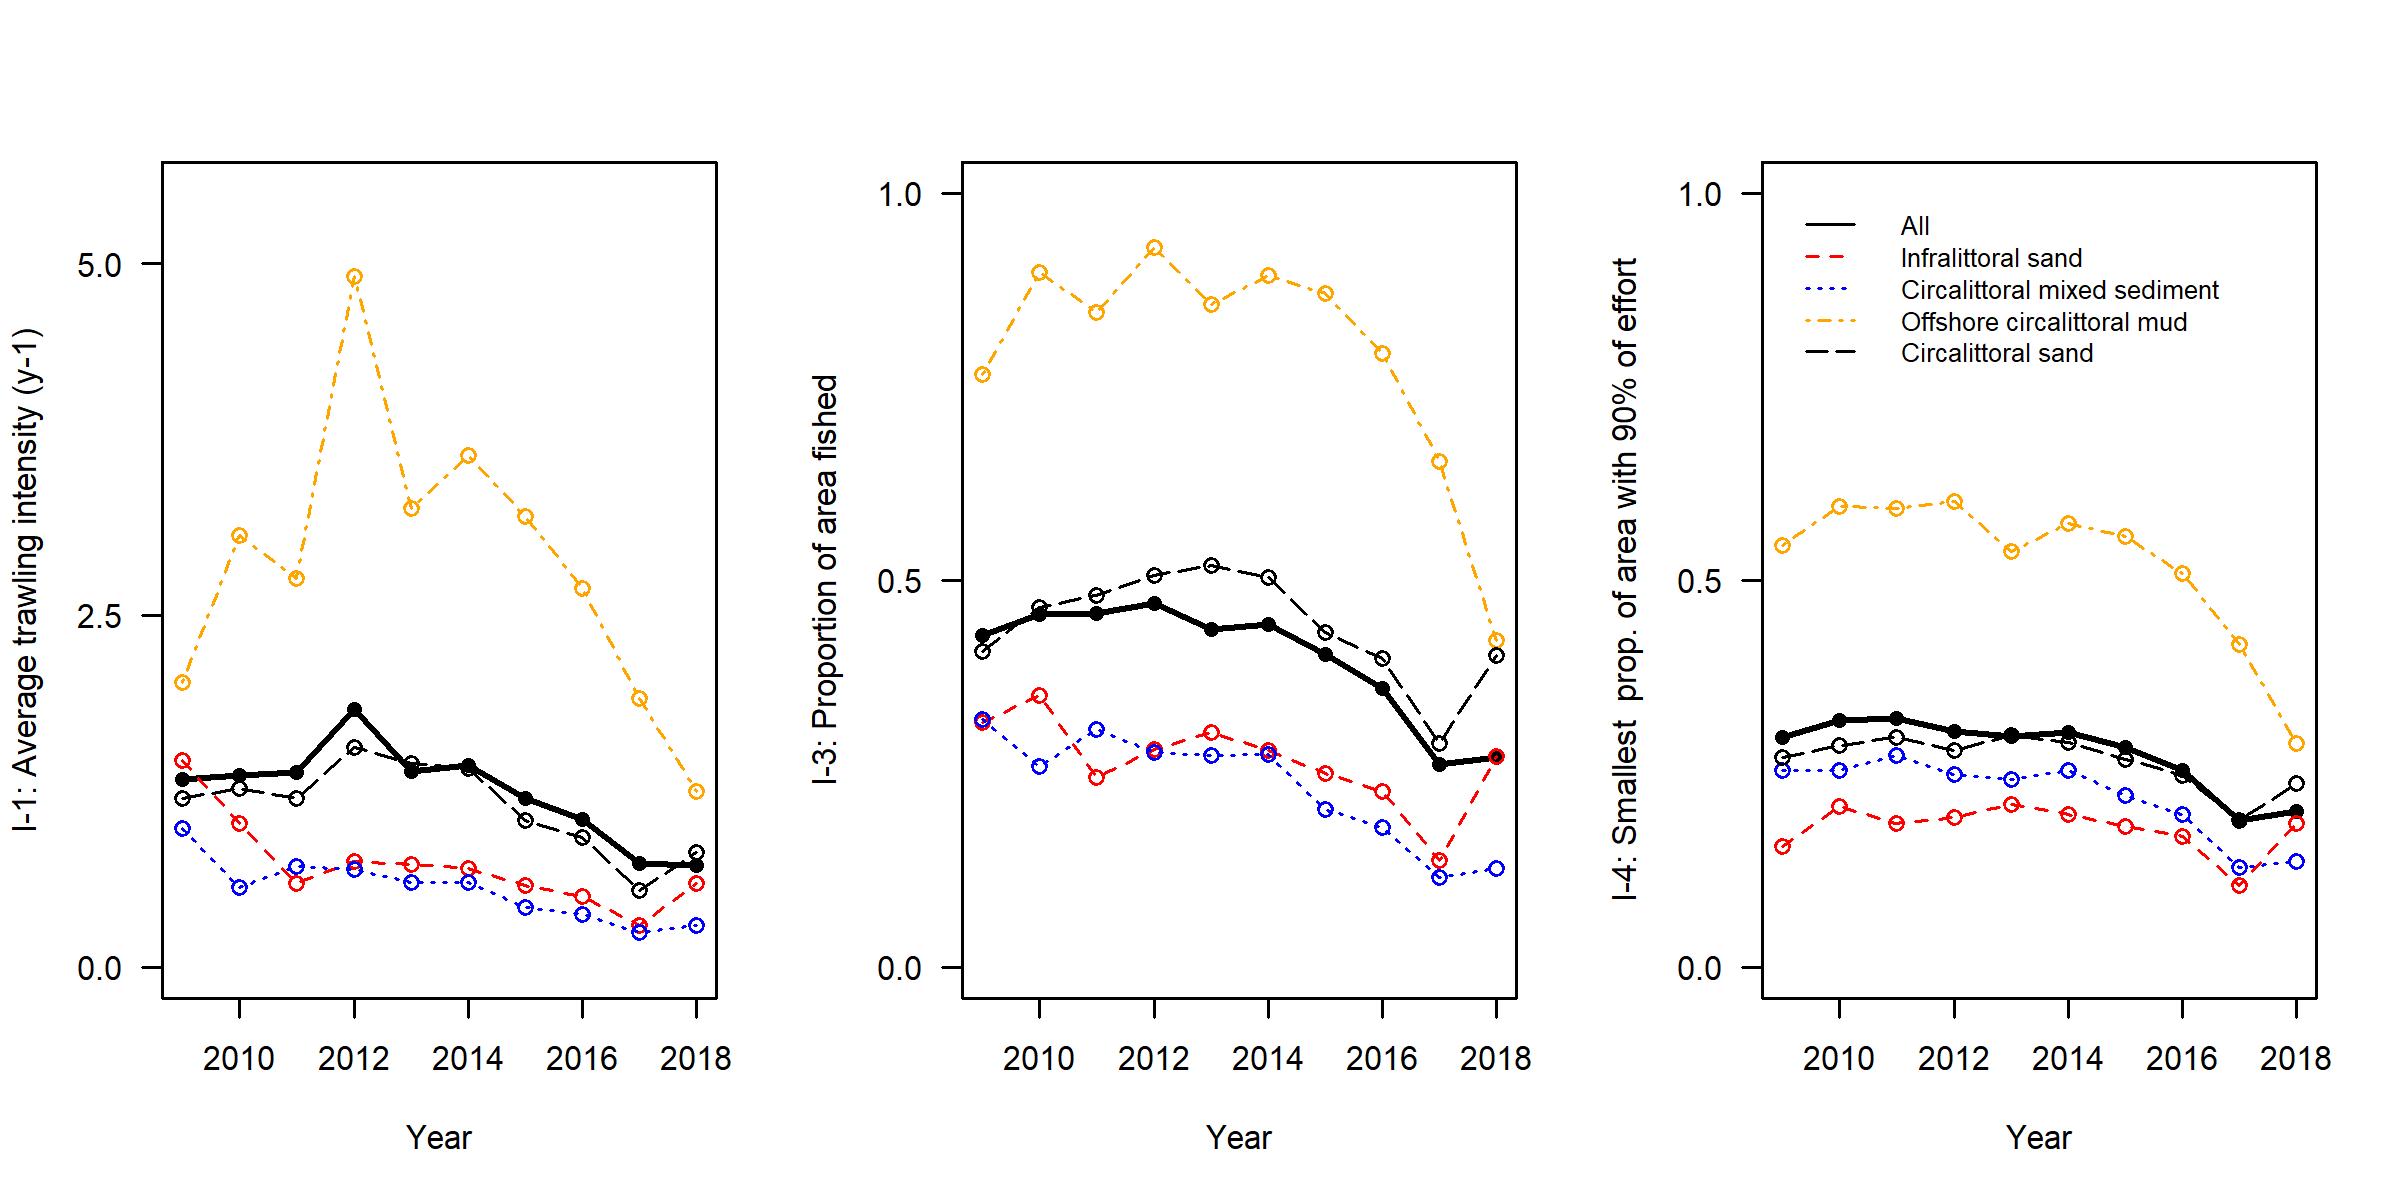 I-1: Average trawling intensity (y-1)
5.0
2.5
0.0
2010 2012 2014 2016 2018
Year
I-3: Proportion of area fished
1.0
0.5
0.0
2010 2012 2014 2016 2018
Year
I-4: Smallest prop. of area with 90% of effort
1.0
0.5
0.0
All
Infralittoral sand
Circalittoral mixed sediment
Offshore circalittoral mud
Circalittoral sand
2010 2012 2014 2016 2018
Year